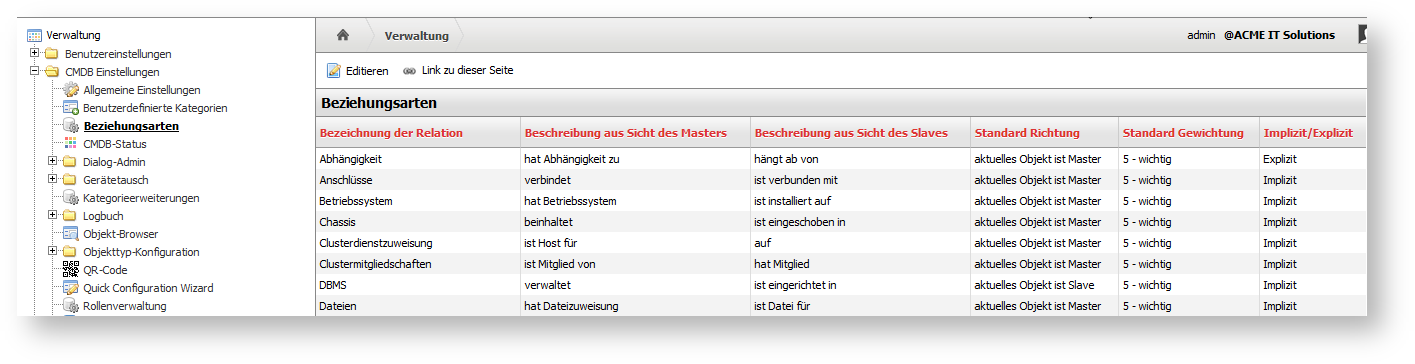 Verwaltung
Benutzereinstellungen
CMDB Einstellungen
Allgemeine Einstellungen
Benutzerdefinierte Kategorien
Beziehungsarten
CMDB-Status
Dialog-Admin
Gerätetausch
Kategorieerweiterungen
Logbuch
Objekt-Browser
Objekttyp-Konfiguration
QR-Code
Quick Configuration Wizard
Rollenverwaltung
Verwaltung admin @ACME IT Solutions
Editieren Link zu dieser Seite
Beziehungsarten
Bezeichnung der Relation Beschreibung aus Sicht des Masters Beschreibung aus Sicht des Slaves Standard Richtung Standard Gewichtung Implizit/Explizit
Abhängigkeit hat Abhängigkeit zu hängt ab von aktuelles Objekt ist Master 5 - wichtig Explizit
Anschlüsse verbindet ist verbunden mit aktuelles Objekt ist Master 5 - wichtig Implizit
Betriebssystem hat Betriebssystem ist installiert auf aktuelles Objekt ist Master 5 - wichtig Implizit
Chassis beinhaltet ist eingeschoben in aktuelles Objekt ist Master 5 - wichtig Implizit
Clusterdienstzuweisung ist Host für auf aktuelles Objekt ist Master 5 - wichtig Implizit
Clustermitgliedschaften ist Mitglied von hat Mitglied aktuelles Objekt ist Master 5 - wichtig Implizit
DBMS verwaltet ist eingerichtet in aktuelles Objekt ist Slave 5 - wichtig Implizit
Dateien hat Dateizuweisung ist Datei für aktuelles Objekt ist Master 5 - wichtig Implizit